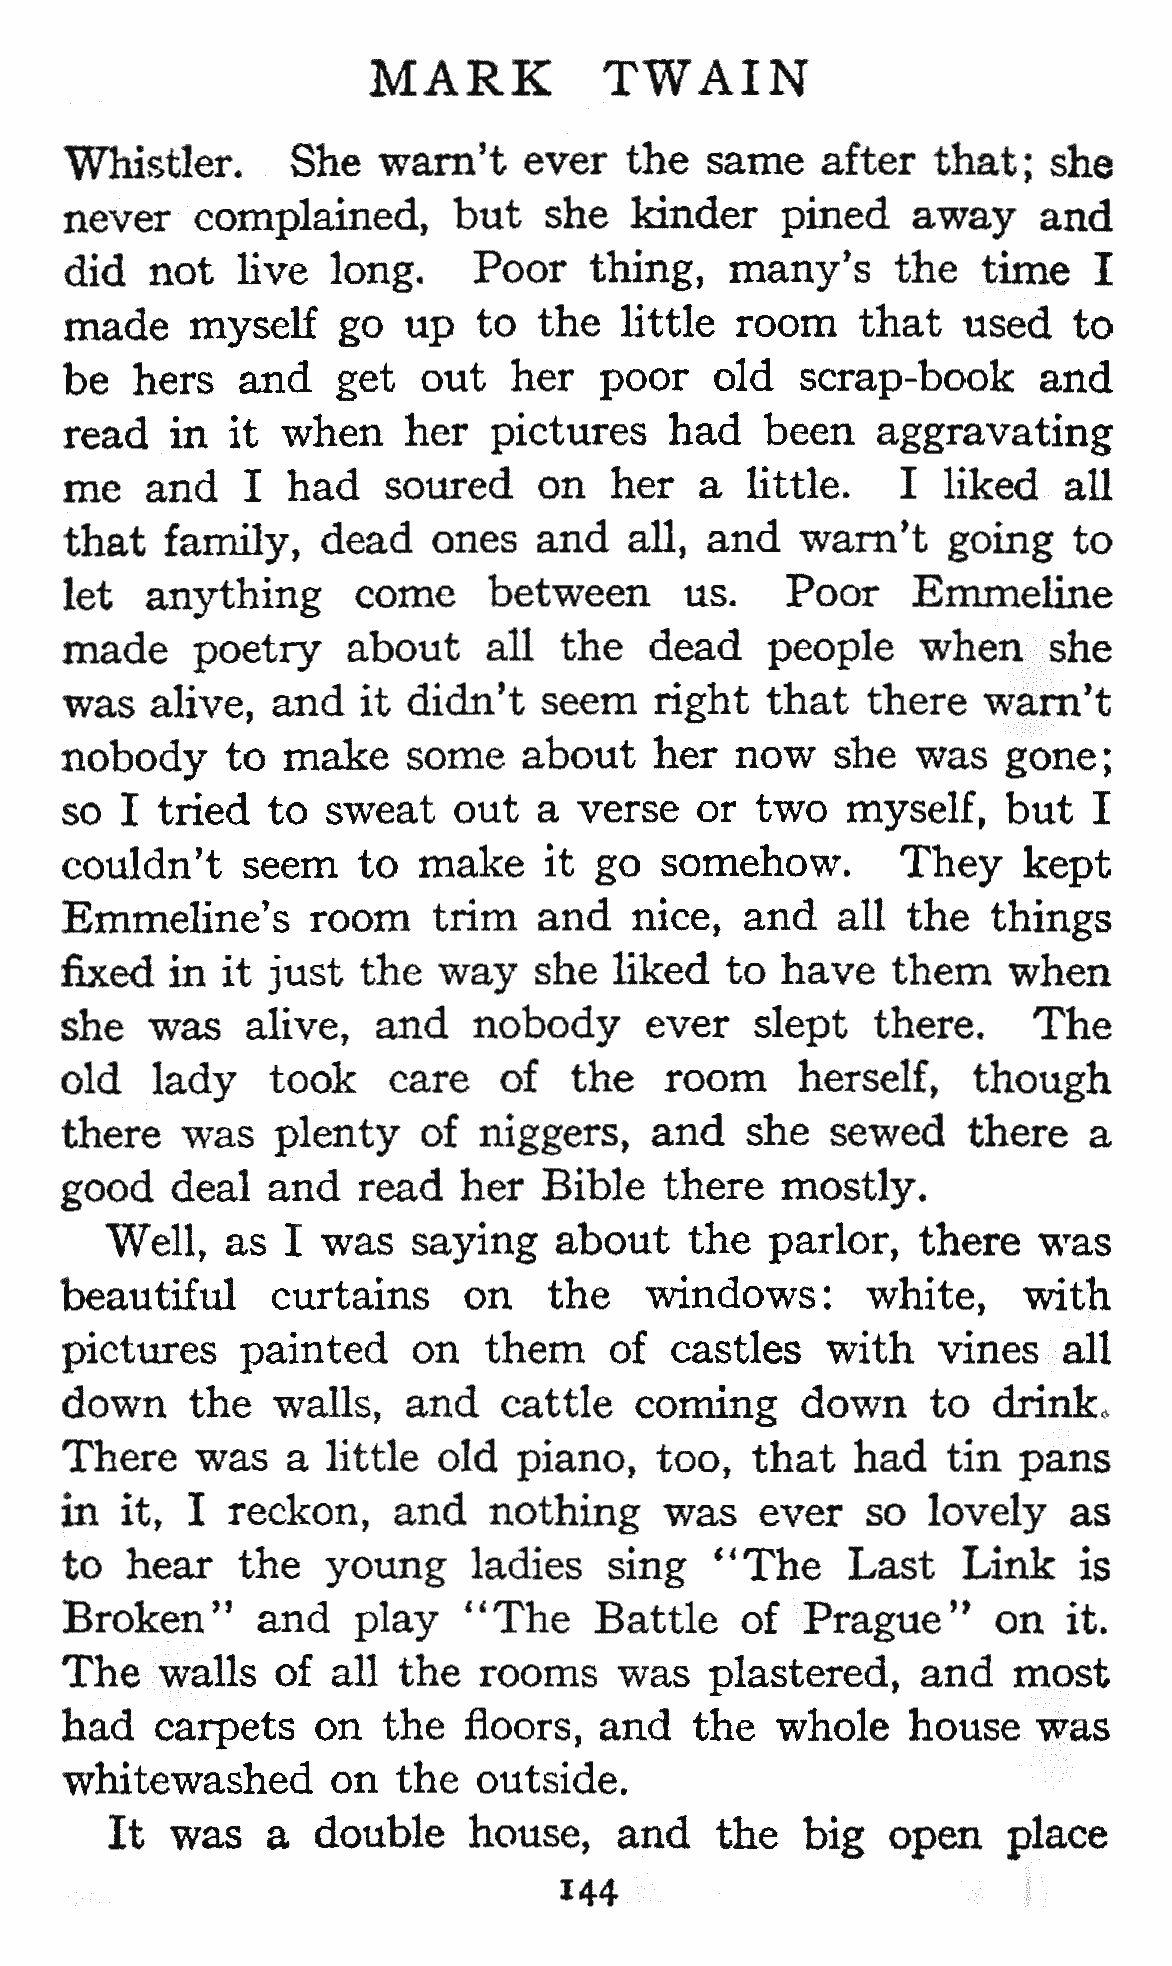 MARK TWAIN
Whistler. She warn't ever the same after that; she
never complained, but she kinder pined away and
did not live long. Poor thing, many's the time I
made myself go up to the little room that used to
be hers and get out her poor old scrap-book and
read in it when her pictures had been aggravating
me and I had soured on her a little. I liked all
that family, dead ones and all, and warn't going to
let anything come between us. Poor Emmeline
made poetry about all the dead people when she
was alive, and it didn't seem right that there warn't
nobody to make some about her now she was gone;
so I tried to sweat out a verse or two myself, but I
couldn't seem to make it go somehow. They kept
Emmeline's room trim and nice, and all the things
fixed in it just the way she liked to have them when
she was alive, and nobody ever slept there. The
old lady took care of the room herself, though
there was plenty of niggers, and she sewed there a
good deal and read her Bible there mostly.
Well, as I was saying about the parlor, there was
beautiful curtains on the windows: white, with
pictures painted on them of castles with vines all
down the walls, and cattle coming down to drink.
There was a little old piano, too, that had tin pans
in it, I reckon, and nothing was ever so lovely as
to hear the young ladies sing "The Last Link is
Broken" and play "The Battle of Prague" on it.
The walls of all the rooms was plastered, and most
had carpets on the floors, and the whole house was
whitewashed on the outside.
It was a double house, and the big open place
144